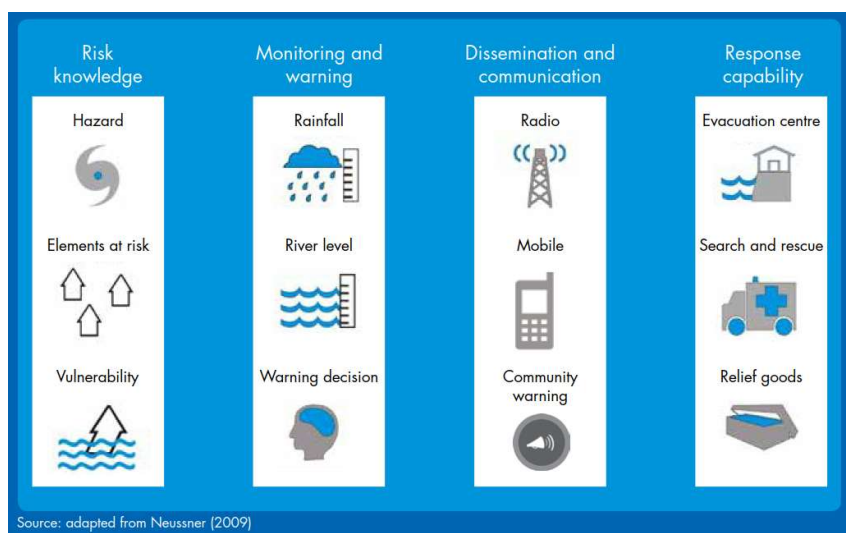 Risk
knowledge
Monitoring and
warning
Dissemination and
communication
Response
capability
Hazard
Elements at risk
Vulnerability
Rainfall
River level
Warning decision
Radio
Mobile
Community
warning
Evacuation centre
Search and rescue
Relief goods
Source: adapted from Neussner (2009)